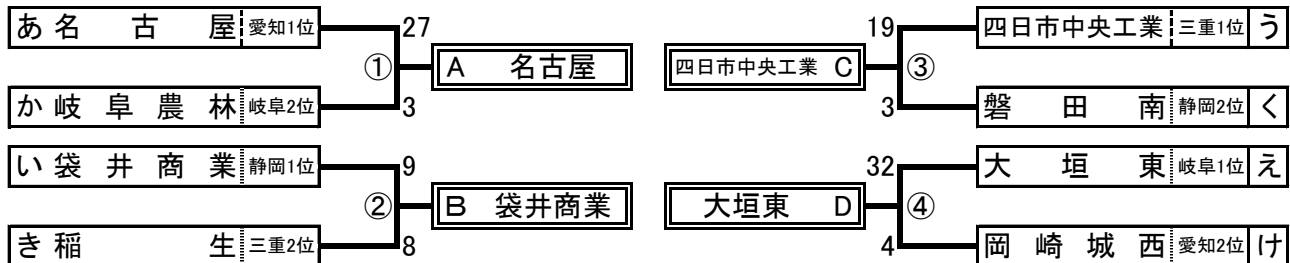 あ 名古屋 愛知1位 27 19 四日市中央工業 三重1位 う
① A 名古屋 四日市中央工業 C ③
か 岐阜農林 岐阜2位 3 3 磐田南 静岡2位 く
い 袋井商業 静岡1位 9 32 大垣東 岐阜1位 え
② B 袋井商業 大垣東 D ④
き 稲生 三重2位 8 4 岡崎城西 愛知2位 け